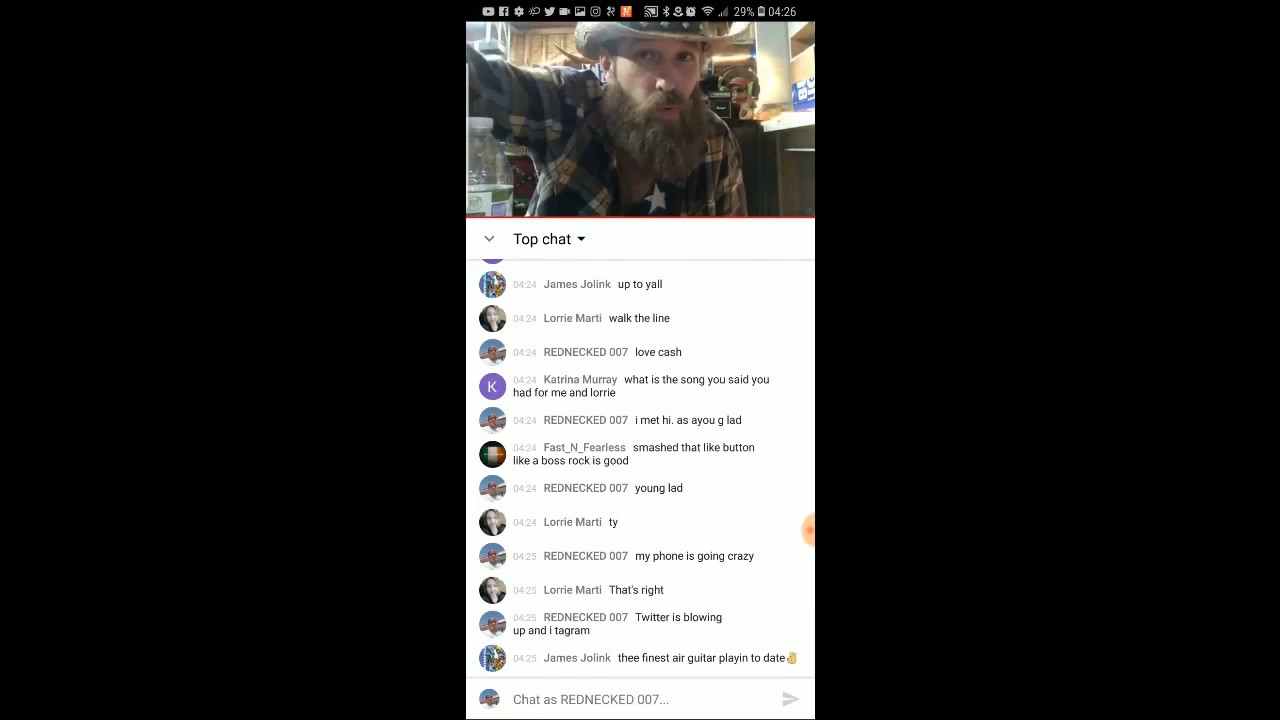 29% 04:26
Top chat
04:24 James Jolink up to yall
04:24 Lorrie Marti walk the line
04:24 REDNECKED 007 love cash
K
04:24 Katrina Murray what is the song you said you
had for me and lorrie
04:24 REDNECKED 007 i met hi. as ayou g lad
04:24 Fast_N_Fearless smashed that like button
like a boss rock is good
04:24 REDNECKED 007 young lad
04:24 Lorrie Marti ty
04:25 REDNECKED 007 my phone is going crazy
04:25 Lorrie Marti That's right
04:25 REDNECKED 007 Twitter is blowing
up and i tagram
04:25 James Jolink thee finest air guitar playin to date
Chat as REDNECKED 007...